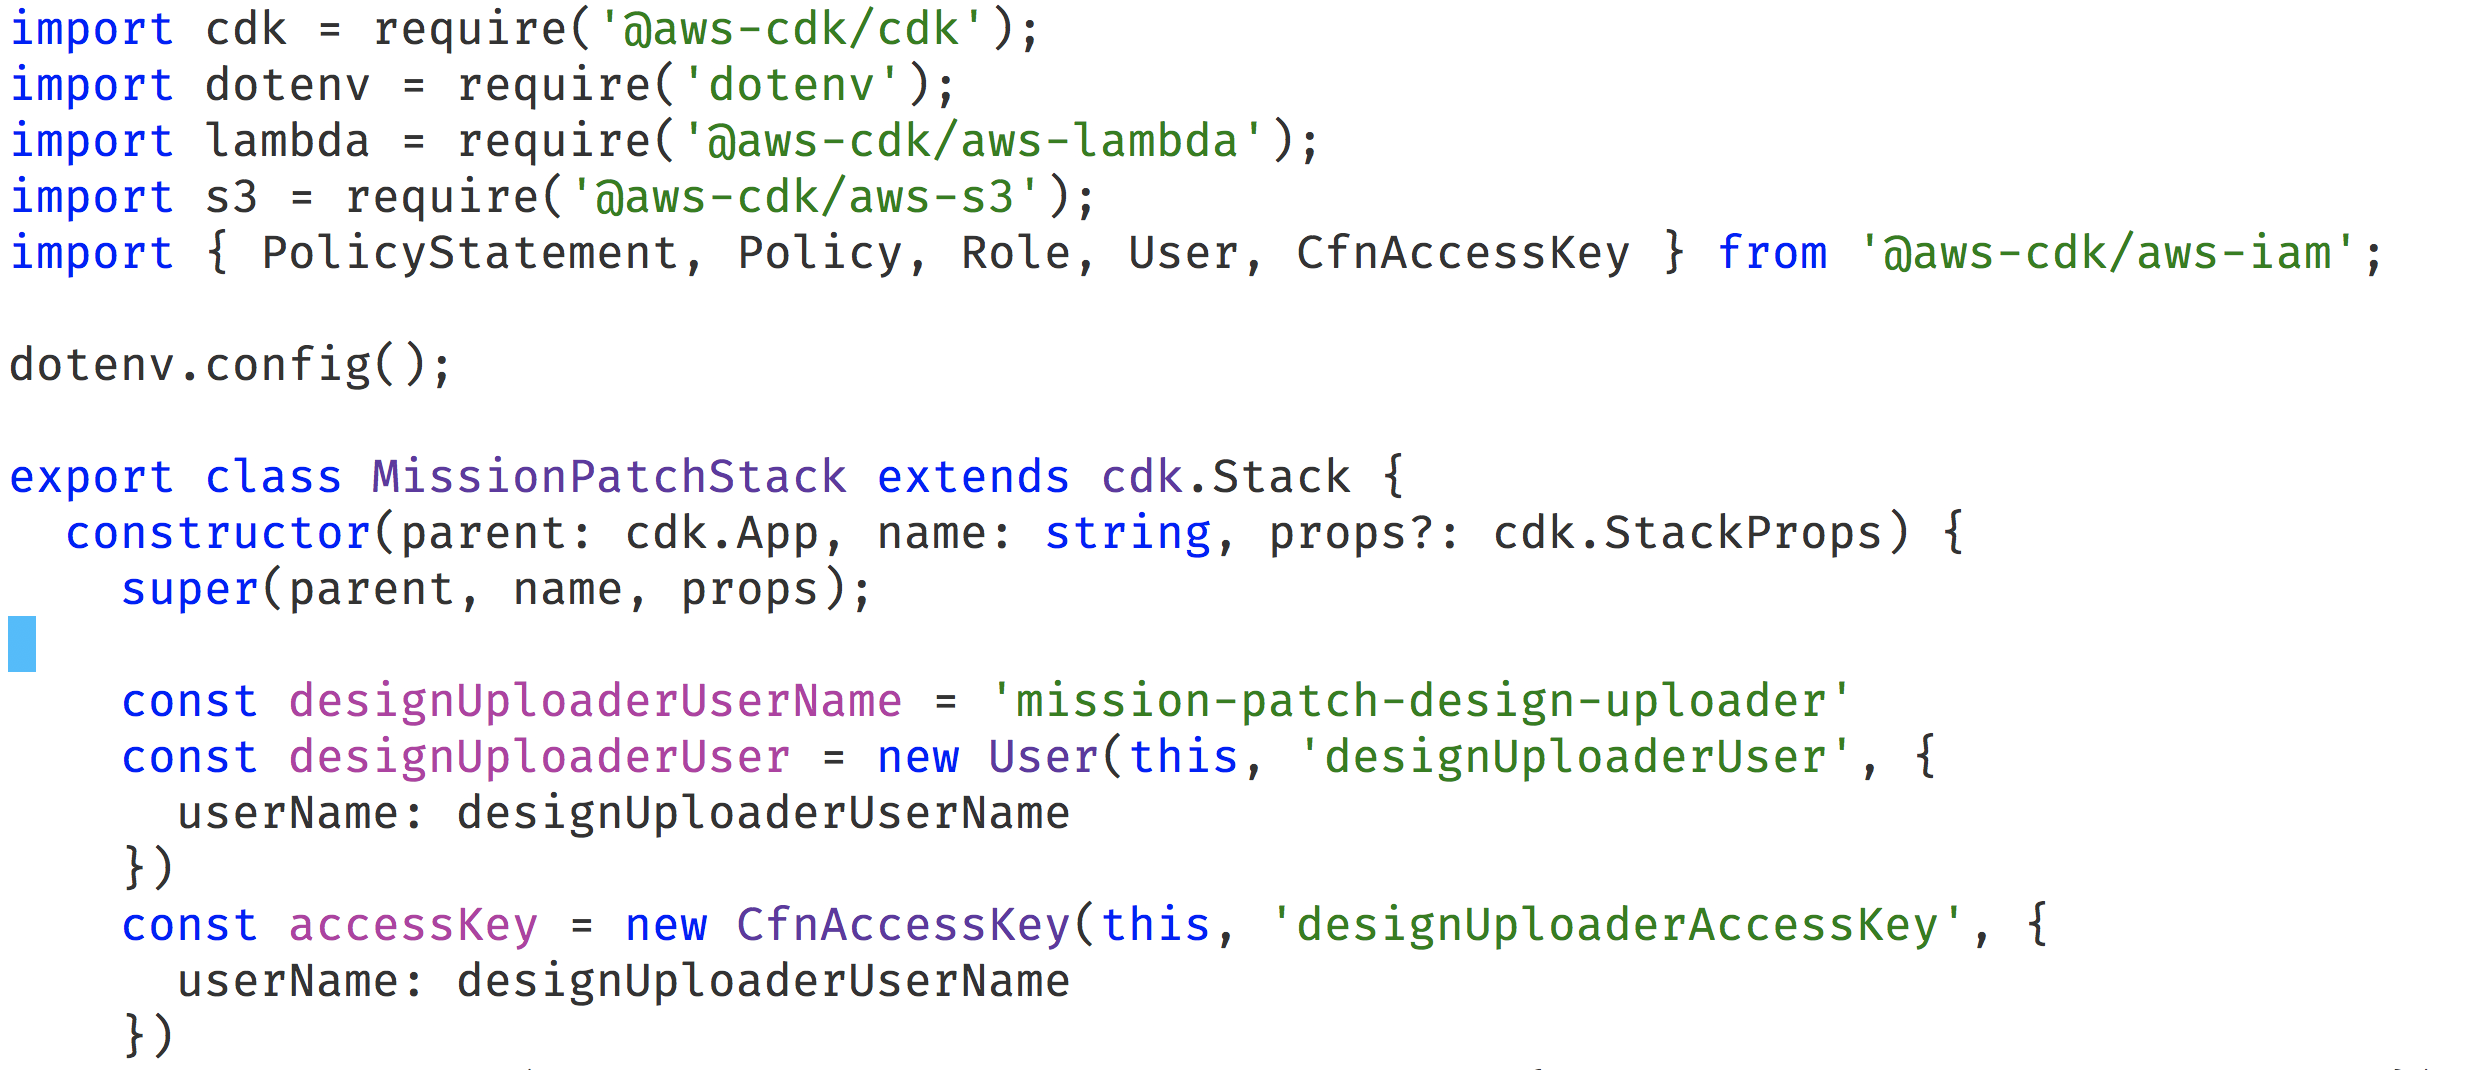 import cdk = require('@aws-cdk/cdk');
import dotenv = require('dotenv');
import lambda = require('@aws-cdk/aws-lambda');
import s3 = require('@aws-cdk/aws-s3');
import { PolicyStatement, Policy, Role, User, CfnAccessKey } from '@aws-cdk/aws-iam';

dotenv.config();

export class MissionPatchStack extends cdk.Stack {
  constructor(parent: cdk.App, name: string, props?: cdk.StackProps) {
    super(parent, name, props);

    const designUploaderUserName = 'mission-patch-design-uploader'
    const designUploaderUser = new User(this, 'designUploaderUser', {
      userName: designUploaderUserName
    })
    const accessKey = new CfnAccessKey(this, 'designUploaderAccessKey', {
      userName: designUploaderUserName
    })